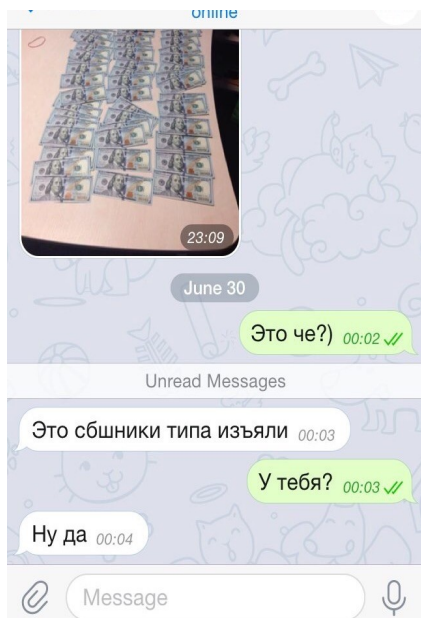 online
23:09
June 30
Это че?) 00:02
Unread Messages
Это сбшники типа изъяли 00:03
У тебя? 00:03
Ну да 00:04
Message